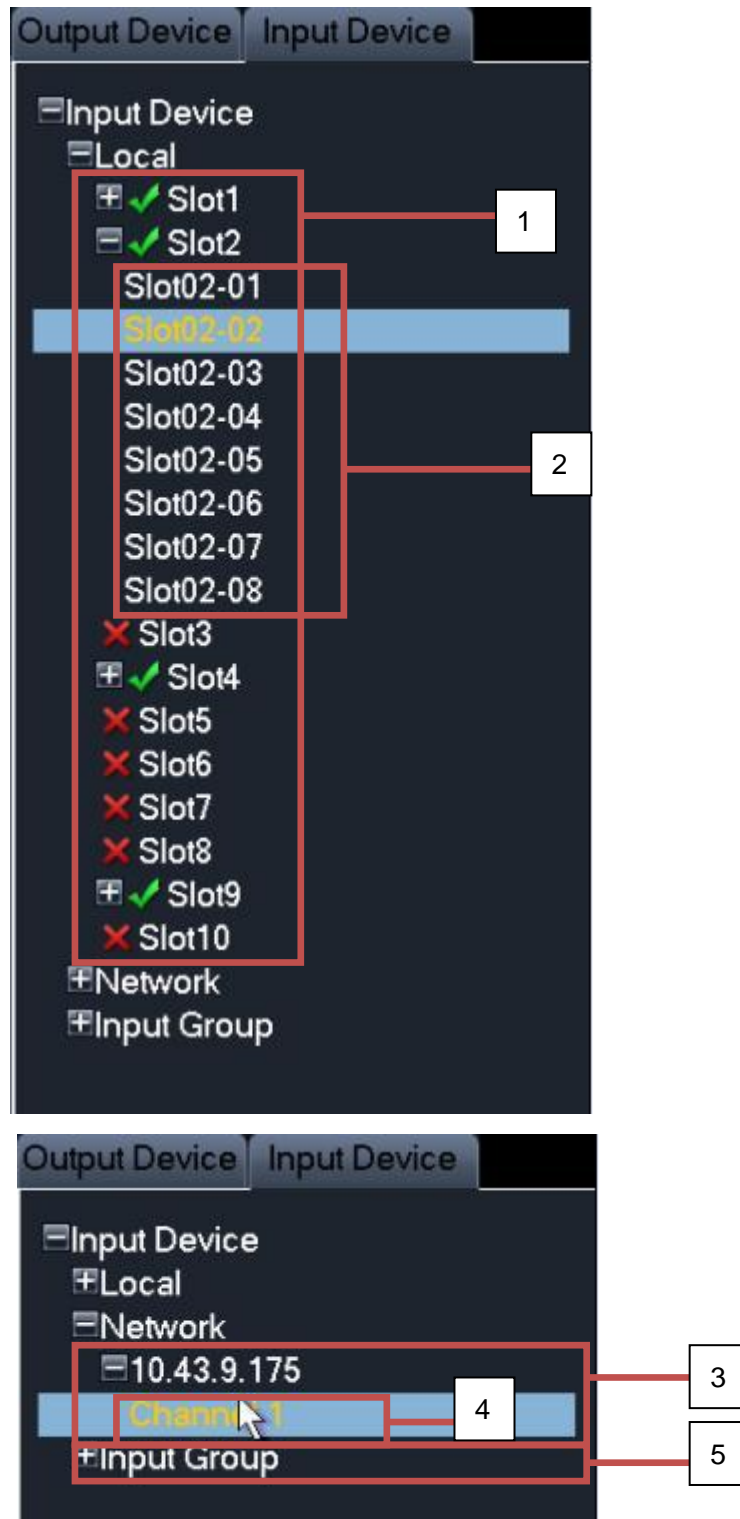 Output Device Input Device
Input Device
Local
Slot1
1
Slot2
Slot02-01
Slot02-02
Slot02-03
Slot02-04
Slot02-05
2
Slot02-06
Slot02-07
Slot02-08
Slot3
Slot4
Slot5
Slot6
Slot7
Slot8
Slot9
Slot10
Network
Input Group
Output Device Input Device
Input Device
Local
Network
10.43.9.175
3
Channel 1
4
Input Group
5